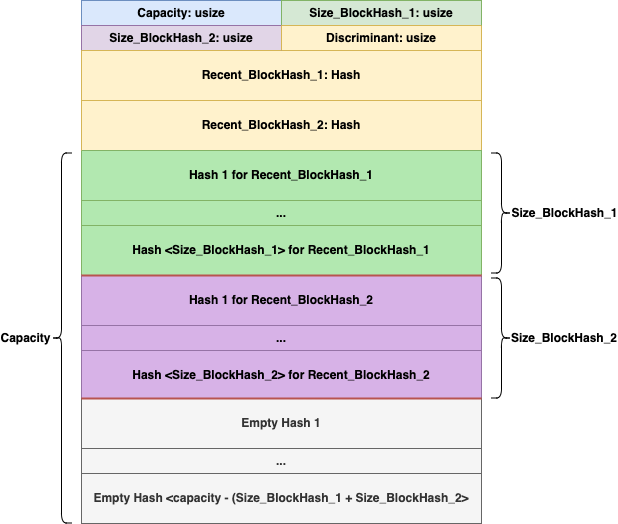 Capacity: usize
Size_BlockHash_1: usize
Size_BlockHash_2: usize
Discriminant: usize
Recent_BlockHash_1: Hash
Recent_BlockHash_2: Hash
Hash 1 for Recent_BlockHash_1
...
Hash <Size_BlockHash_1> for Recent_BlockHash_1
Size_BlockHash_1
Hash 1 for Recent_BlockHash_2
...
Hash <Size_BlockHash_2> for Recent_BlockHash_2
Size_BlockHash_2
Capacity
Empty Hash 1
...
Empty Hash <capacity - (Size_BlockHash_1 + Size_BlockHash_2>